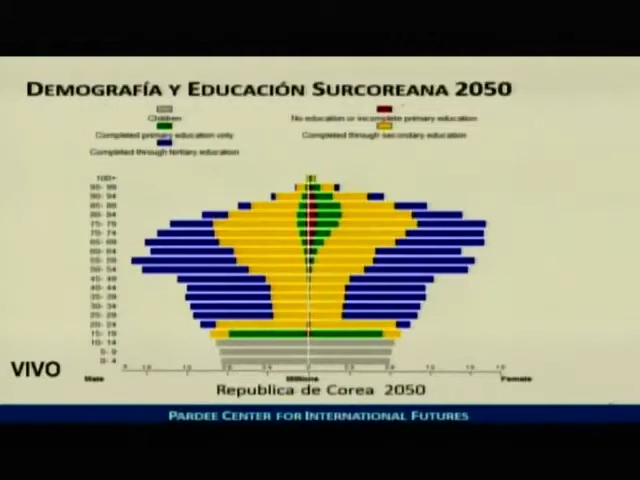 DEMOGRAFÍA Y EDUCACIÓN SURCOREANA 2050
Children
No education or incomplete primary education
Completed primary education only
Completed through secondary education
Completed through tertiary education
100+
95- 99
90- 94
85- 89
80- 84
75- 79
70- 74
65- 69
60- 64
55- 59
50- 54
45- 49
40- 44
35- 39
30- 34
25- 29
20- 24
15- 19
10- 14
5- 9
0- 4
VIVO
Male
Millions
Female
Republica de Corea 2050
PARDEE CENTER FOR INTERNATIONAL FUTURES